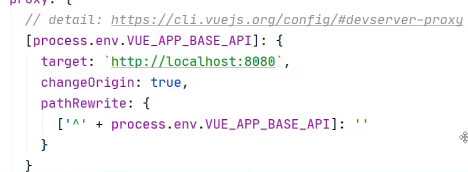 proxy: {
// detail: https://cli.vuejs.org/config/#devserver-proxy
[process.env.VUE_APP_BASE_API]: {
target: `http://localhost:8080`,
changeOrigin: true,
pathRewrite: {
['^' + process.env.VUE_APP_BASE_API]: ''
}
}